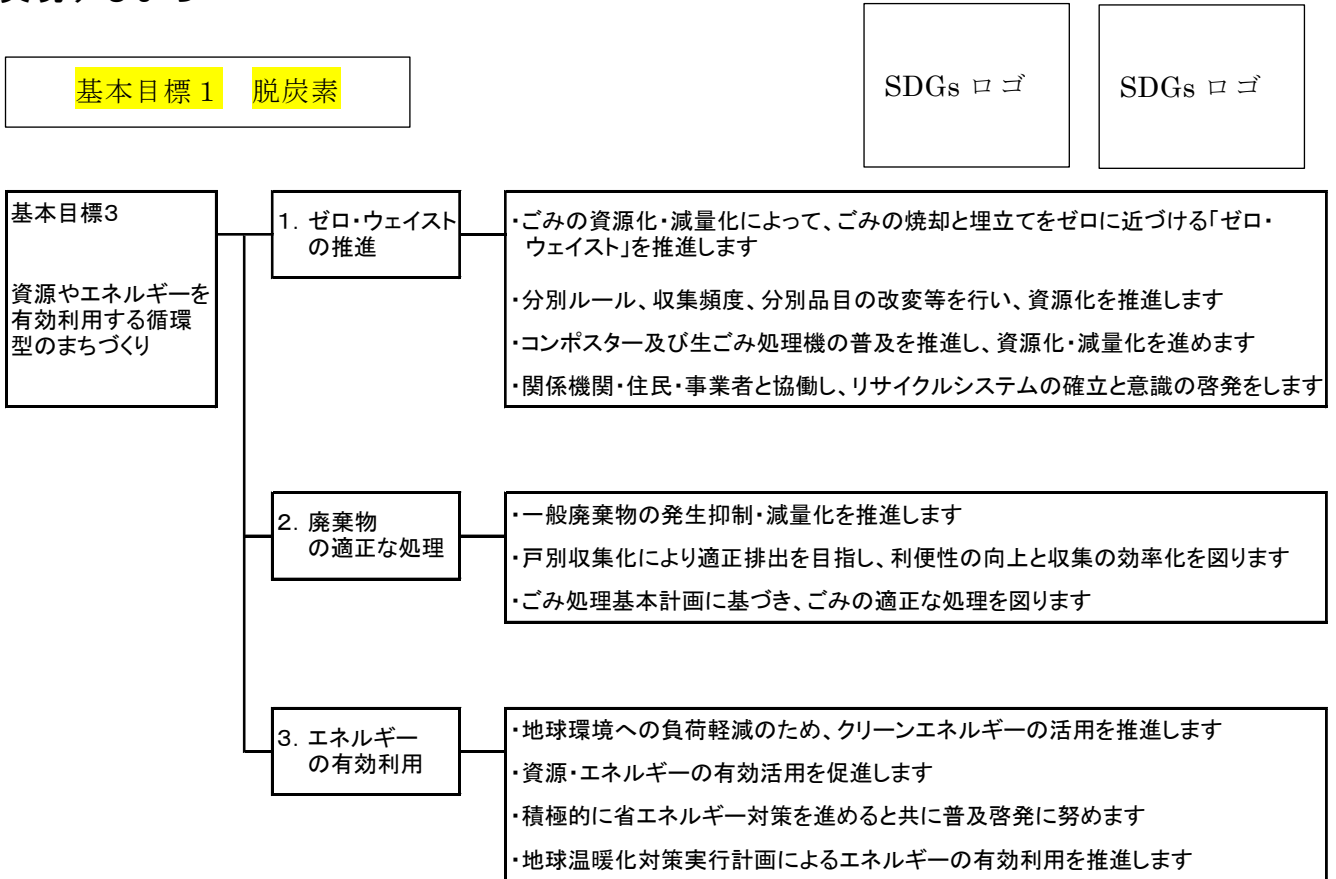 基本目標１　脱炭素
SDGs ロゴ
SDGs ロゴ
基本目標3
資源やエネルギーを
有効利用する循環
型のまちづくり
1. ゼロ・ウェイスト
の推進
・ごみの資源化・減量化によって、ごみの焼却と埋立てをゼロに近づける「ゼロ・
ウェイスト」を推進します
・分別ルール、収集頻度、分別品目の改変等を行い、資源化を推進します
・コンポスター及び生ごみ処理機の普及を推進し、資源化・減量化を進めます
・関係機関・住民・事業者と協働し、リサイクルシステムの確立と意識の啓発をします
2. 廃棄物
の適正な処理
・一般廃棄物の発生抑制・減量化を推進します
・戸別収集化により適正排出を目指し、利便性の向上と収集の効率化を図ります
・ごみ処理基本計画に基づき、ごみの適正な処理を図ります
3. エネルギー
の有効利用
・地球環境への負荷軽減のため、クリーンエネルギーの活用を推進します
・資源・エネルギーの有効活用を促進します
・積極的に省エネルギー対策を進めると共に普及啓発に努めます
・地球温暖化対策実行計画によるエネルギーの有効利用を推進します